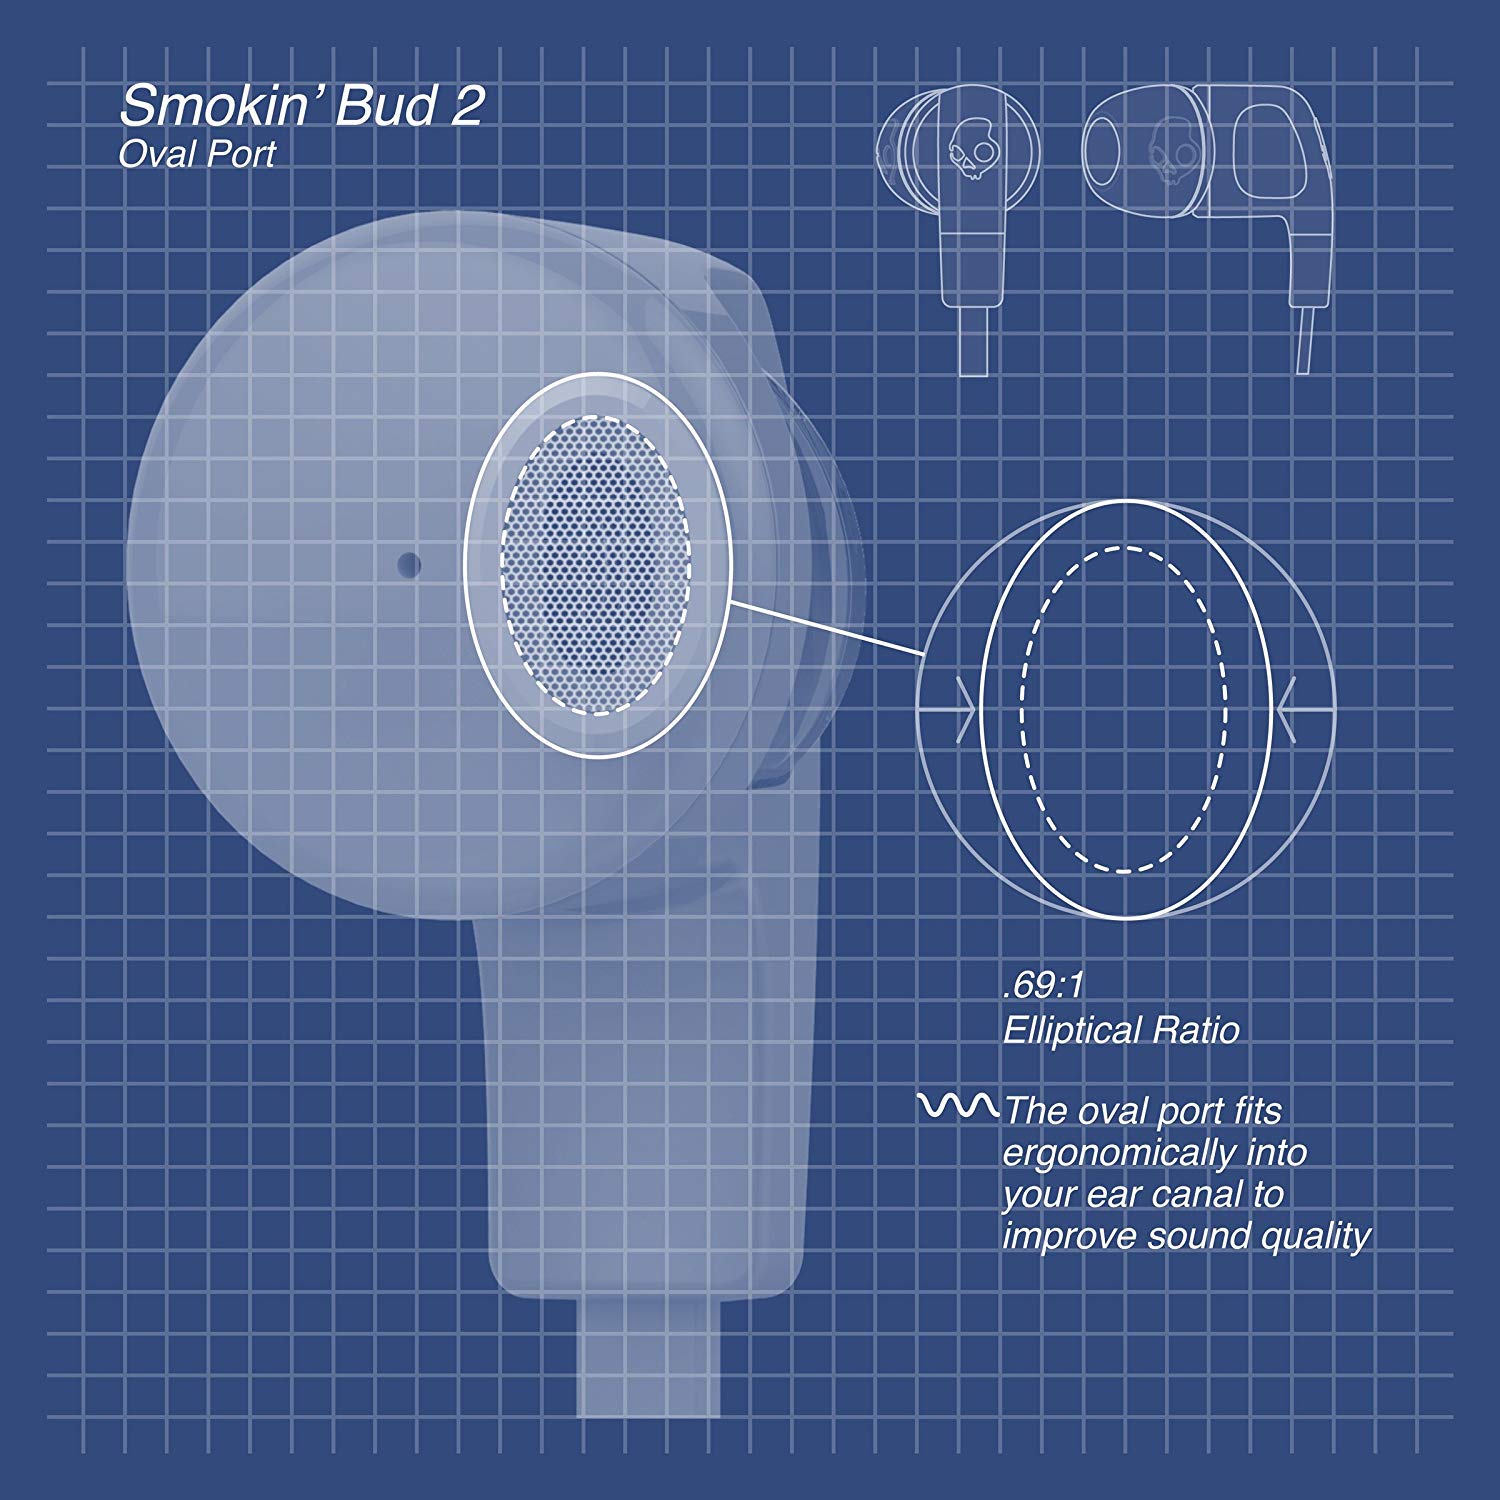 Smokin’ Bud 2
Oval Port
.69:1
Elliptical Ratio
The oval port fits
ergonomically into
your ear canal to
improve sound quality